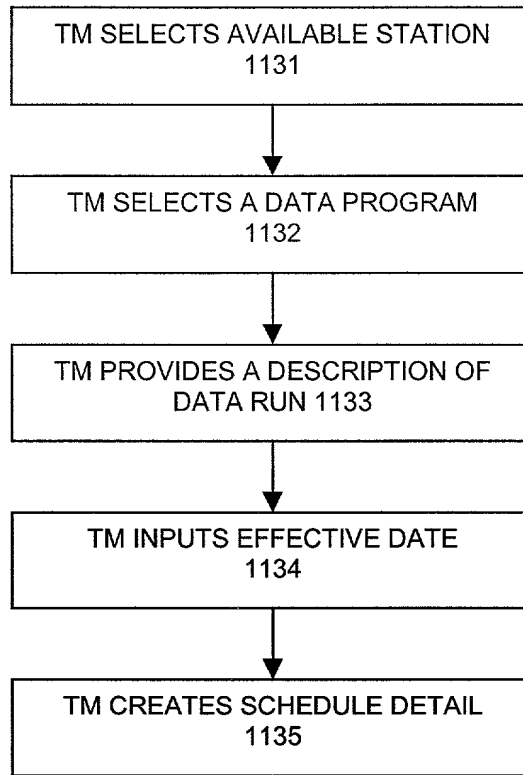 TM SELECTS AVAILABLE STATION
1131
TM SELECTS A DATA PROGRAM
1132
TM PROVIDES A DESCRIPTION OF
DATA RUN 1133
TM INPUTS EFFECTIVE DATE
1134
TM CREATES SCHEDULE DETAIL
1135